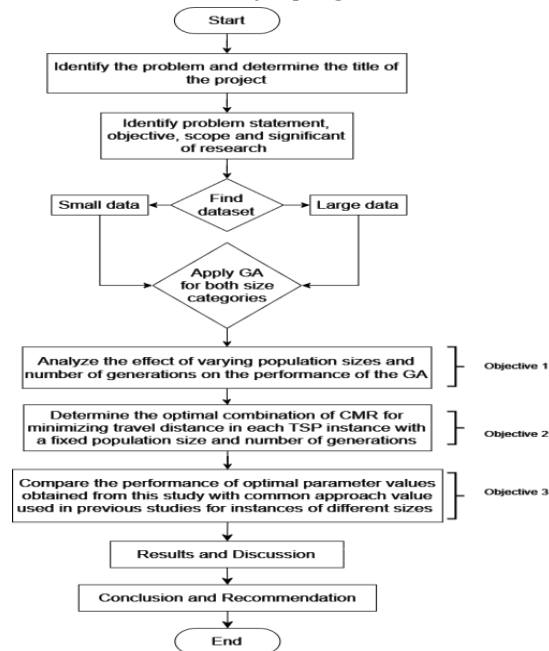 Start
Identify the problem and determine the title of
the project
Identify problem statement,
objective, scope and significant
of research
Find
dataset
Small data
Large data
Apply GA
for both size
categories
Analyze the effect of varying population sizes and
number of generations on the performance of the GA
Objective 1
Determine the optimal combination of CMR for
minimizing travel distance in each TSP instance with
a fixed population size and number of generations
Objective 2
Compare the performance of optimal parameter values
obtained from this study with common approach value
used in previous studies for instances of different sizes
Objective 3
Results and Discussion
Conclusion and Recommendation
End